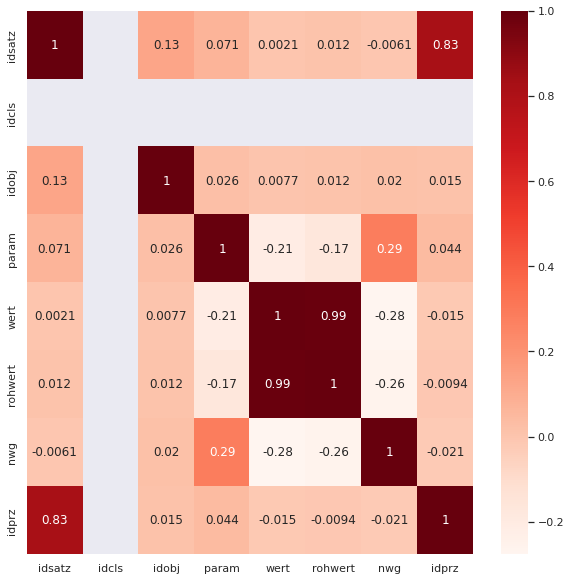 idsatz 1 0.13 0.071 0.0021 0.012 -0.0061 0.83
idcls
idobj 0.13 1 0.026 0.0077 0.012 0.02 0.015
param 0.071 0.026 1 -0.21 -0.17 0.29 0.044
wert 0.0021 0.0077 -0.21 1 0.99 -0.28 -0.015
rohwert 0.012 0.012 -0.17 0.99 1 -0.26 -0.0094
nwg -0.0061 0.02 0.29 -0.28 -0.26 1 -0.021
idprz 0.83 0.015 0.044 -0.015 -0.0094 -0.021 1
idsatz idcls idobj param wert rohwert nwg idprz
1.0
0.8
0.6
0.4
0.2
0.0
−0.2